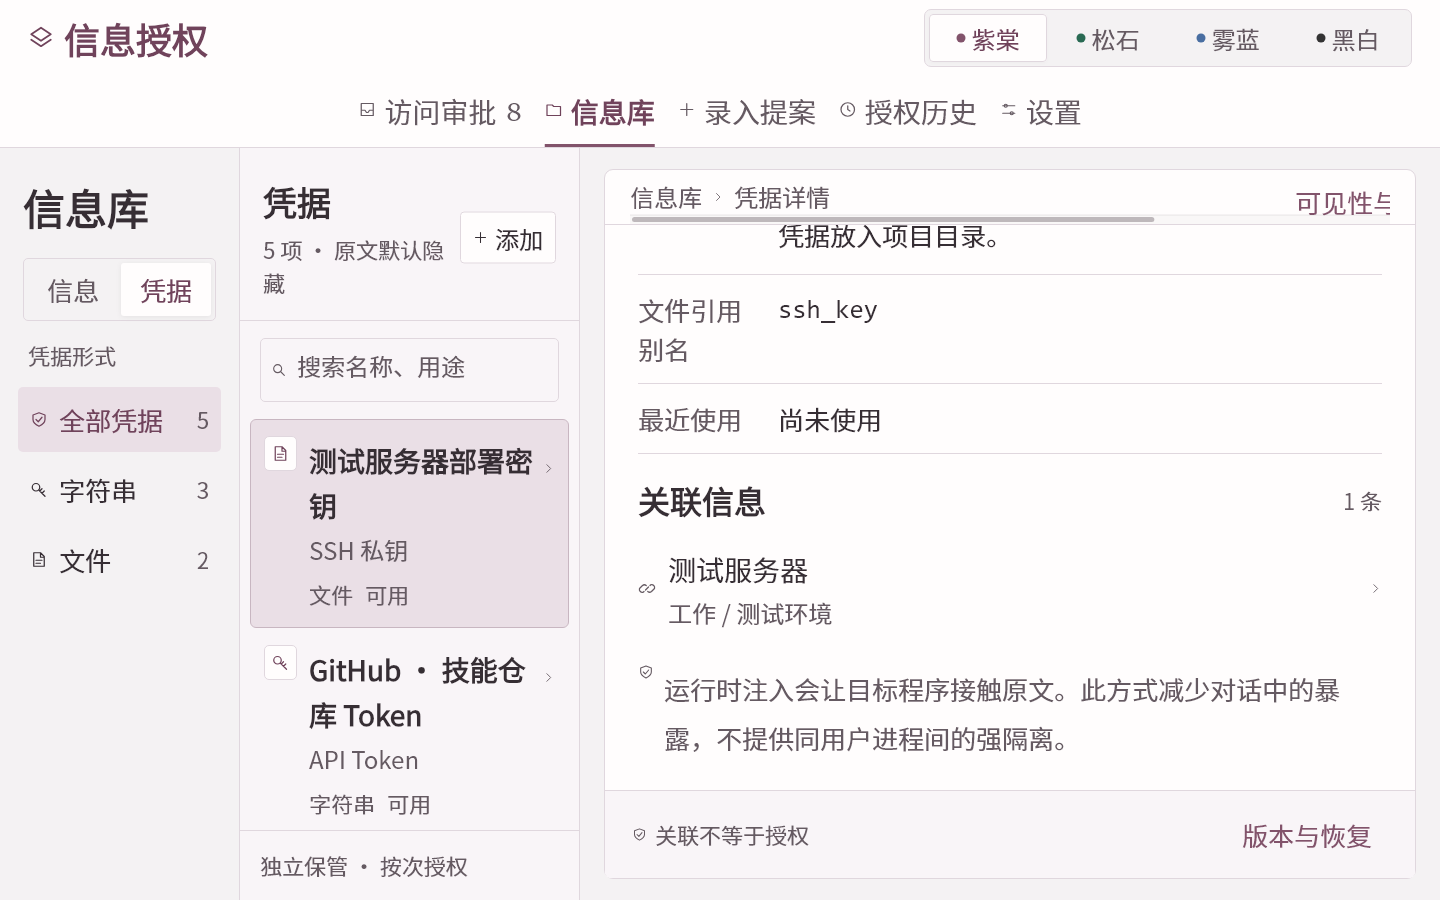 信息授权
紫棠 松石 雾蓝 黑白
访问审批 8 信息库 录入提案 授权历史 设置
信息库
信息 凭据
凭据形式
全部凭据 5
字符串 3
文件 2
凭据
5 项 · 原文默认隐
藏
添加
搜索名称、用途
测试服务器部署密
钥
SSH 私钥
文件 可用
GitHub · 技能仓
库 Token
API Token
字符串 可用
独立保管 · 按次授权
信息库 › 凭据详情
可见性与
凭据放入项目目录。
文件引用
别名
ssh_key
最近使用 尚未使用
关联信息 1 条
测试服务器
工作 / 测试环境
运行时注入会让目标程序接触原文。此方式减少对话中的暴
露，不提供同用户进程间的强隔离。
关联不等于授权
版本与恢复